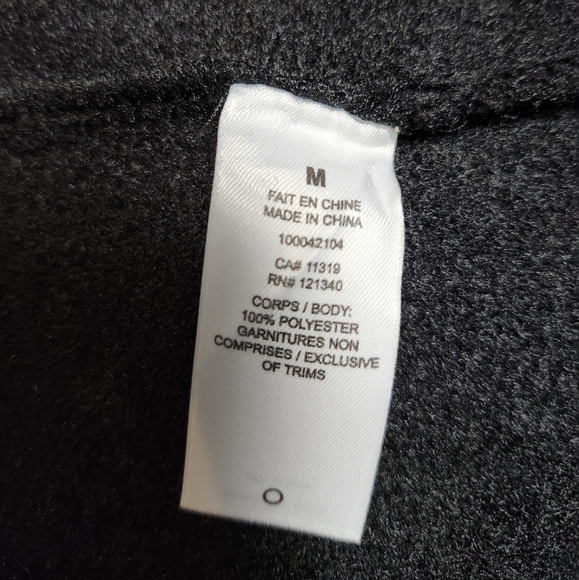 M
FAIT EN CHINE
MADE IN CHINA
100042104
CA# 11319
RN# 121340
CORPS / BODY:
100% POLYESTER
GARNITURES NON
COMPRISES / EXCLUSIVE
OF TRIMS